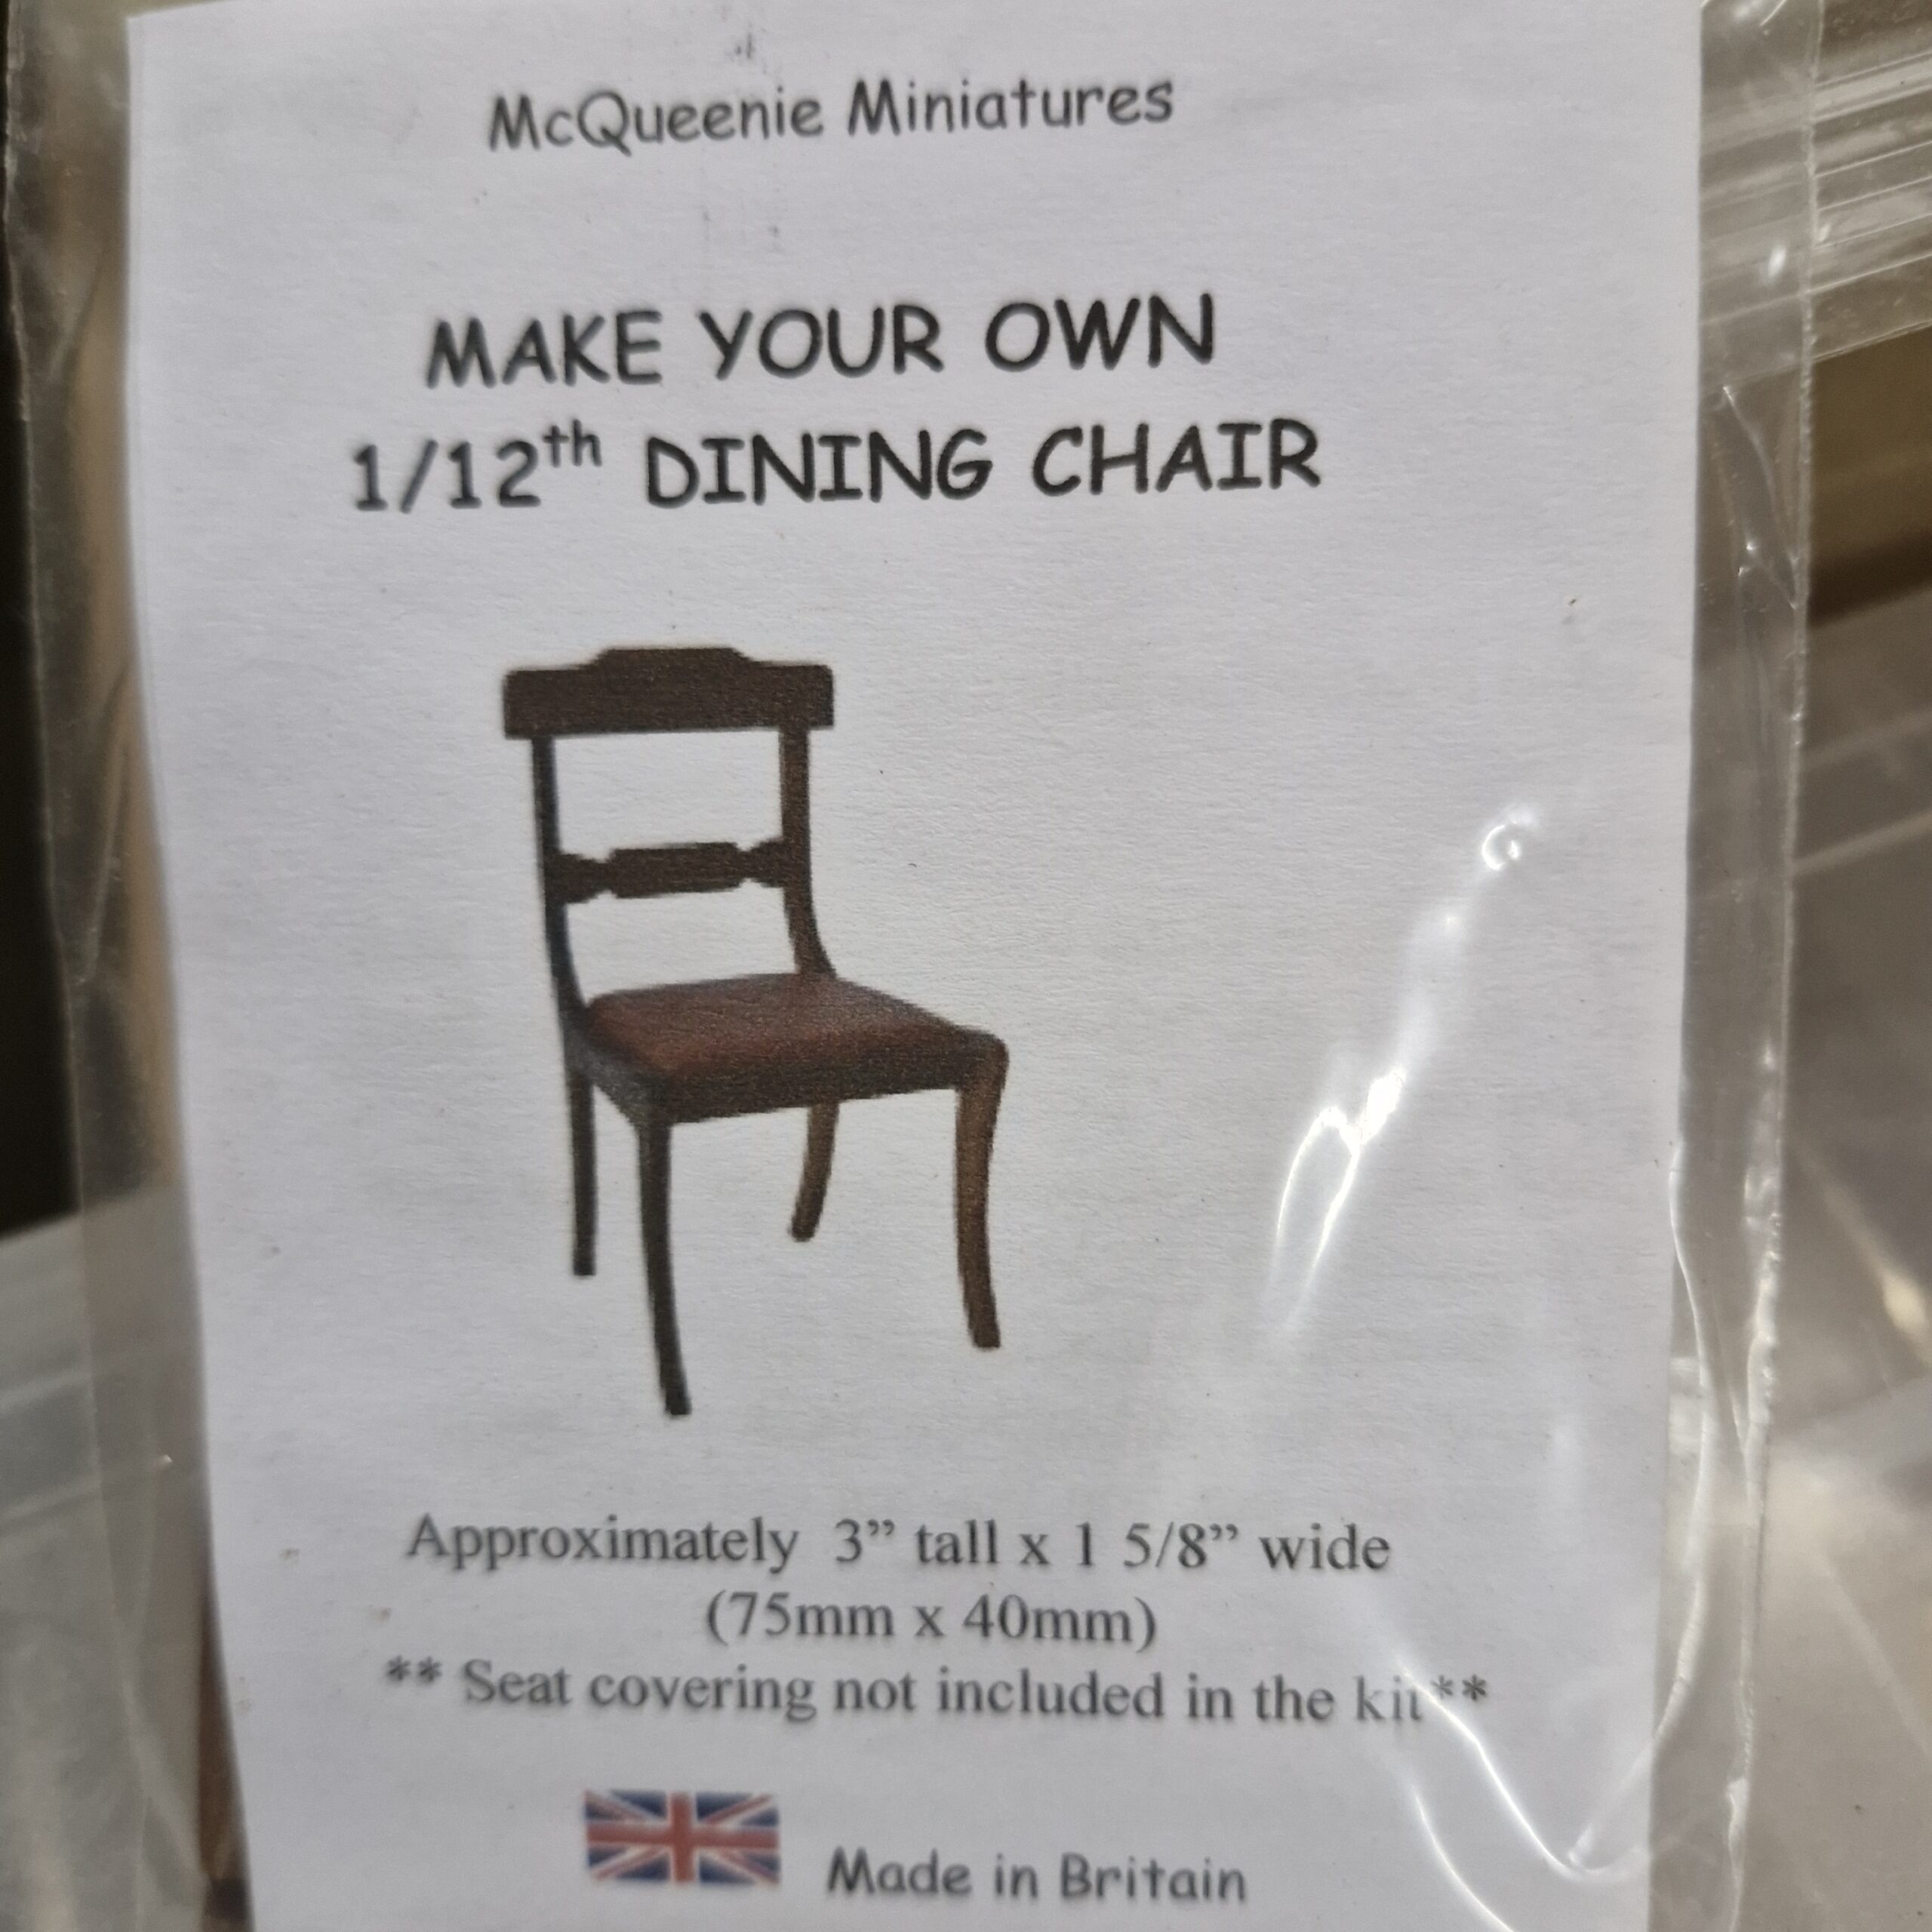 McQueenie Miniatures
MAKE YOUR OWN
1/12th DINING CHAIR
Approximately 3” tall x 1 5/8” wide
(75mm x 40mm)
** Seat covering not included in the kit**
Made in Britain